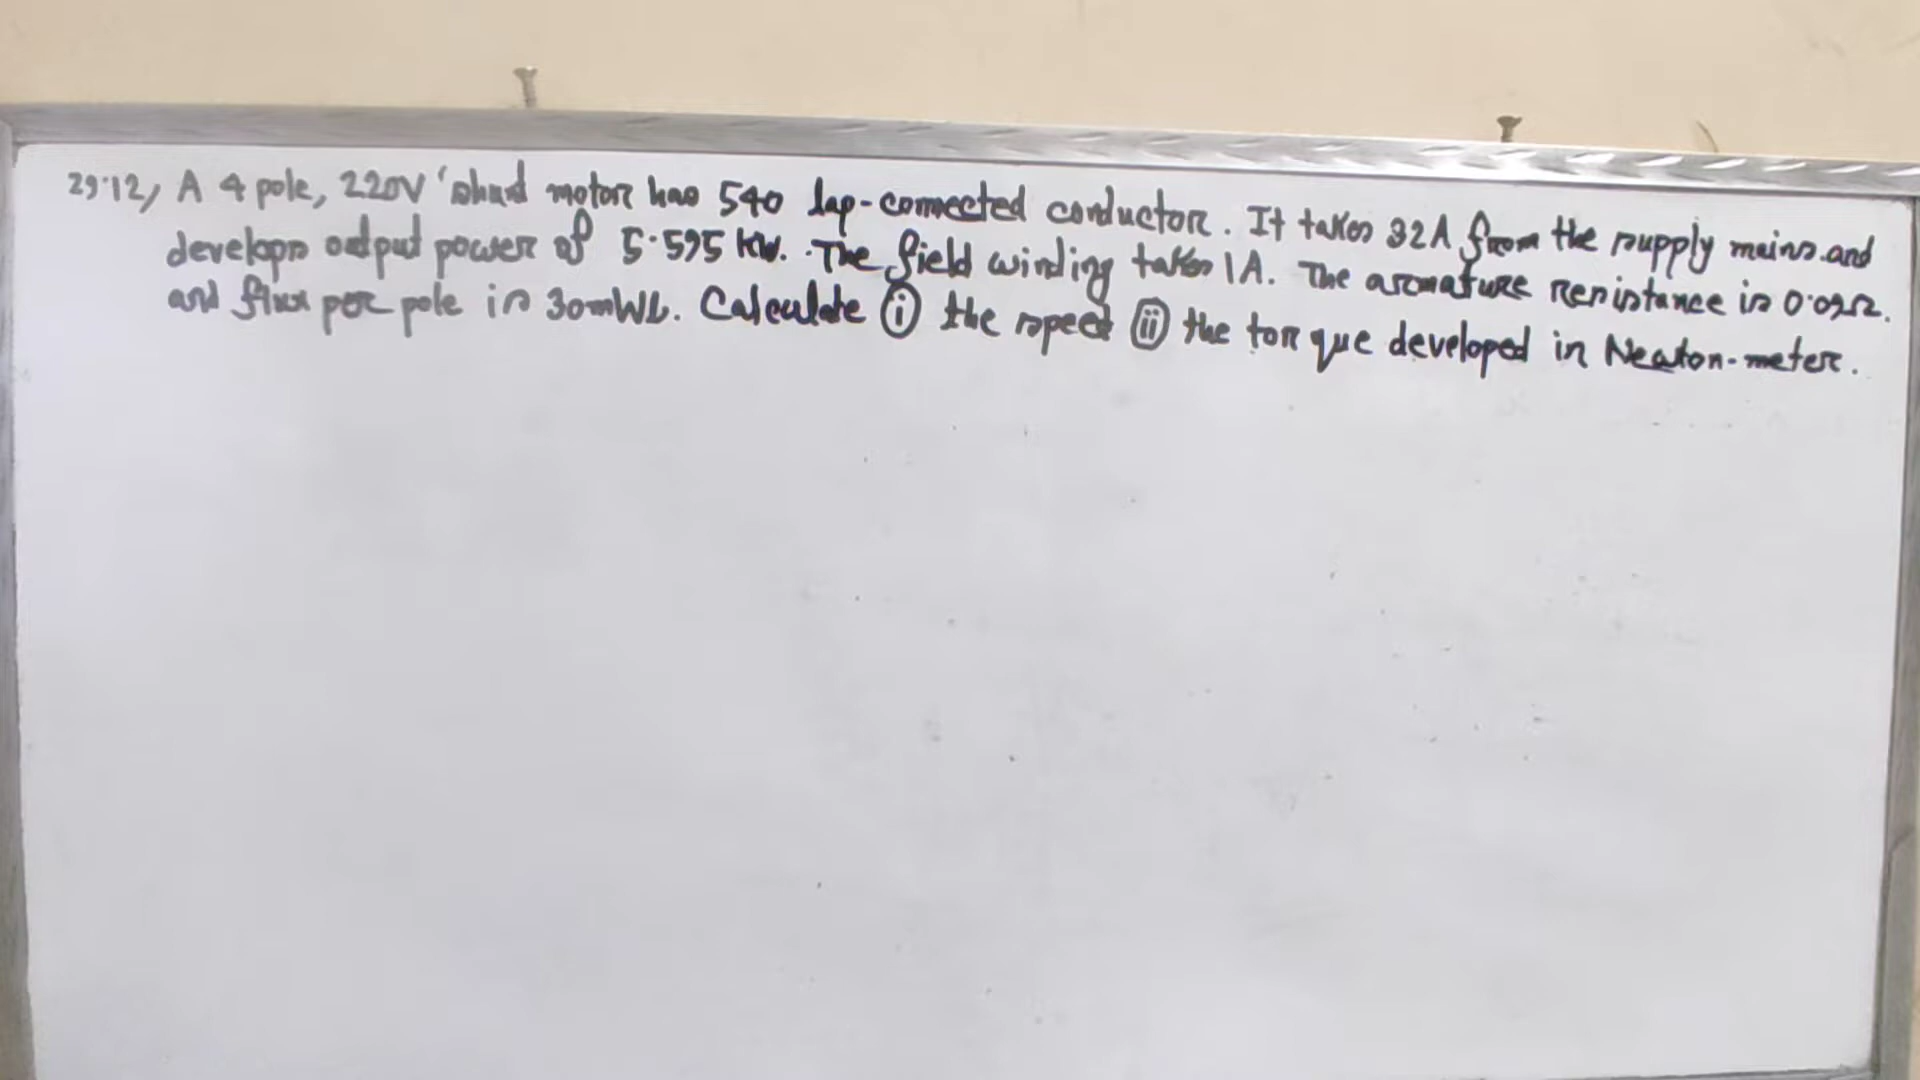 29.12, A 4 pole, 220V shunt motor has 540 lap-connected conductor. It takes 32A from the supply mains and
develops output power of 5.595 kW. The field winding takes 1A. The armature resistance is 0.09Ω.
and flux per pole is 30mWb. Calculate (i) the speed (ii) the torque developed in Newton-meter.